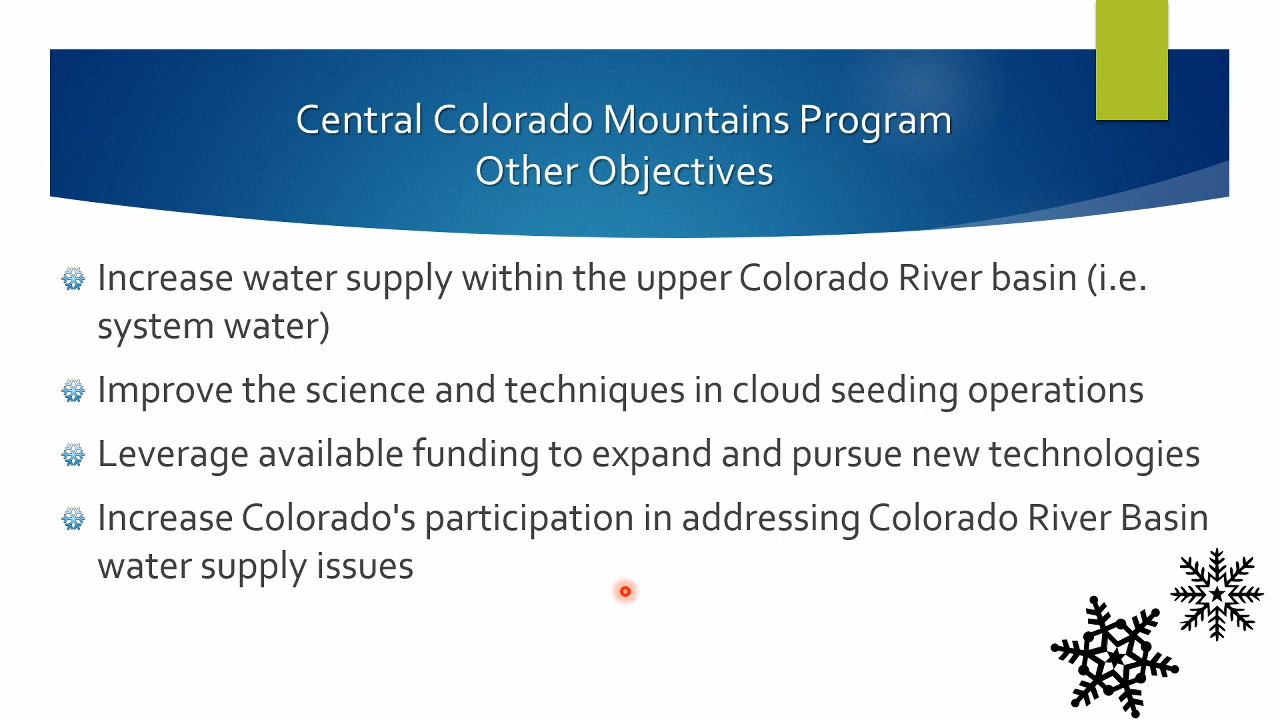 Central Colorado Mountains Program
Other Objectives
Increase water supply within the upper Colorado River basin (i.e.
system water)
Improve the science and techniques in cloud seeding operations
Leverage available funding to expand and pursue new technologies
Increase Colorado's participation in addressing Colorado River Basin
water supply issues